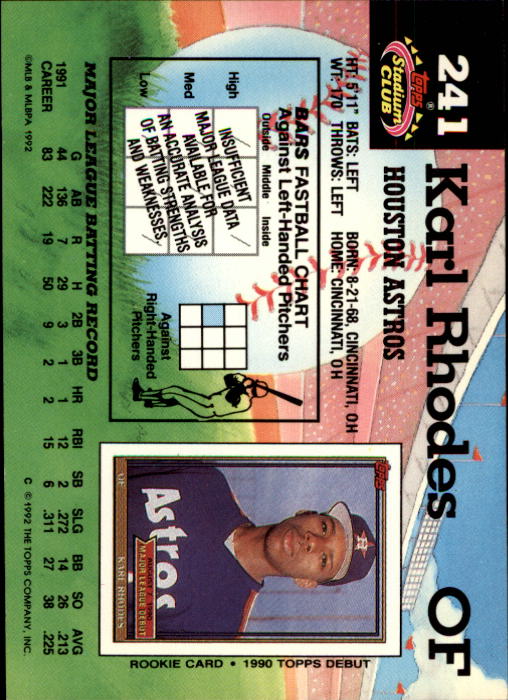 241
Karl Rhodes OF
Topps®
Stadium
CLUB
HOUSTON ASTROS
HT: 5'11" BATS: LEFT BORN: 8-21-68, CINCINNATI, OH
WT: 170 THROWS: LEFT HOME: CINCINNATI, OH
BARS FASTBALL CHART
Against Left-Handed Pitchers
Outside Middle Inside
High
Med
Low
INSUFFICIENT
MAJOR-LEAGUE DATA
AVAILABLE FOR
AN ACCURATE ANALYSIS
OF BATTING STRENGTHS
AND WEAKNESSES.
Against
Right-Handed
Pitchers
Topps
Astros
MAJOR LEAGUE DEBUT
OF KARL RHODES
ROOKIE CARD • 1990 TOPPS DEBUT
MAJOR LEAGUE BATTING RECORD
G AB R H 2B 3B HR RBI SB SLG BB SO AVG
1991 44 136 7 29 3 1 1 12 2 .272 14 26 .213
CAREER 83 222 19 50 9 2 2 15 6 .311 27 38 .225
©MLB & MLBPA 1992
C © 1992 THE TOPPS COMPANY, INC.